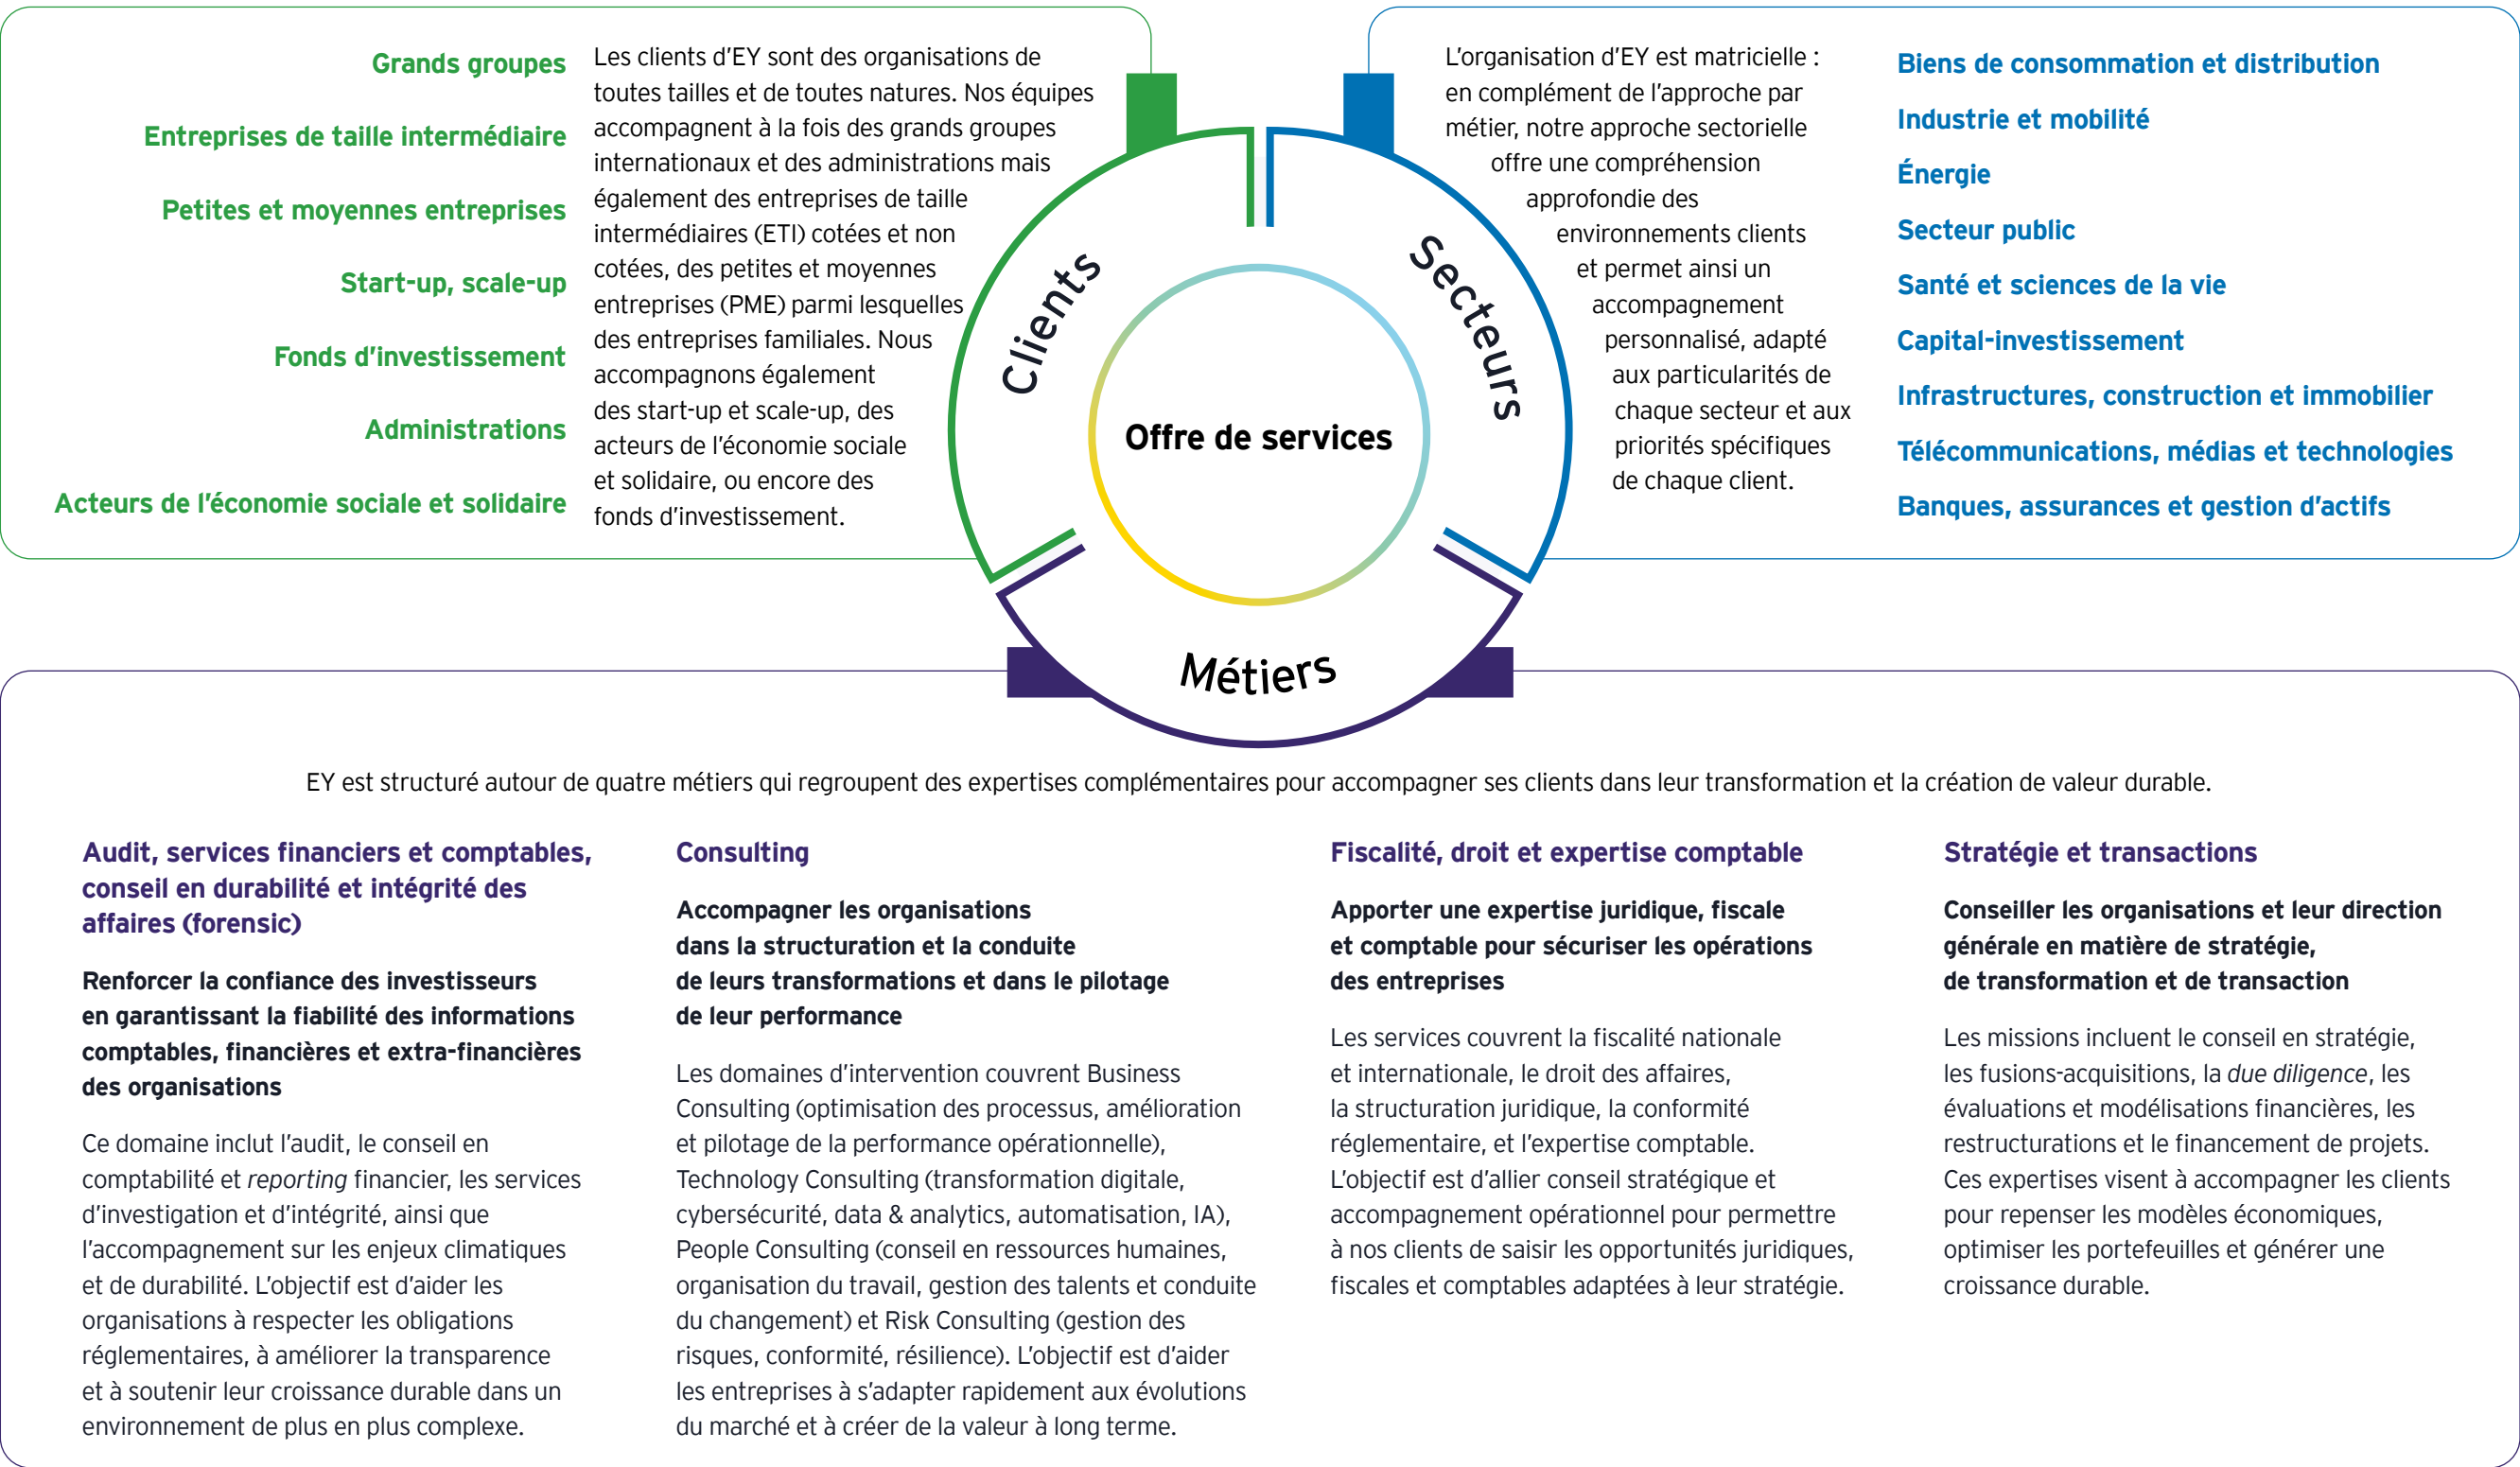 Grands groupes
Entreprises de taille intermédiaire
Petites et moyennes entreprises
Start-up, scale-up
Fonds d’investissement
Administrations
Acteurs de l’économie sociale et solidaire
Les clients d’EY sont des organisations de
toutes tailles et de toutes natures. Nos équipes
accompagnent à la fois des grands groupes
internationaux et des administrations mais
également des entreprises de taille
intermédiaires (ETI) cotées et non
cotées, des petites et moyennes
entreprises (PME) parmi lesquelles
des entreprises familiales. Nous
accompagnons également
des start-up et scale-up, des
acteurs de l’économie sociale
et solidaire, ou encore des
fonds d’investissement.
Clients
Offre de services
Secteurs
Métiers
L’organisation d’EY est matricielle :
en complément de l’approche par
métier, notre approche sectorielle
offre une compréhension
approfondie des
environnements clients
et permet ainsi un
accompagnement
personnalisé, adapté
aux particularités de
chaque secteur et aux
priorités spécifiques
de chaque client.
Biens de consommation et distribution
Industrie et mobilité
Énergie
Secteur public
Santé et sciences de la vie
Capital-investissement
Infrastructures, construction et immobilier
Télécommunications, médias et technologies
Banques, assurances et gestion d’actifs
EY est structuré autour de quatre métiers qui regroupent des expertises complémentaires pour accompagner ses clients dans leur transformation et la création de valeur durable.
Audit, services financiers et comptables,
conseil en durabilité et intégrité des
affaires (forensic)
Renforcer la confiance des investisseurs
en garantissant la fiabilité des informations
comptables, financières et extra-financières
des organisations
Ce domaine inclut l’audit, le conseil en
comptabilité et reporting financier, les services
d’investigation et d’intégrité, ainsi que
l’accompagnement sur les enjeux climatiques
et de durabilité. L’objectif est d’aider les
organisations à respecter les obligations
réglementaires, à améliorer la transparence
et à soutenir leur croissance durable dans un
environnement de plus en plus complexe.
Consulting
Accompagner les organisations
dans la structuration et la conduite
de leurs transformations et dans le pilotage
de leur performance
Les domaines d’intervention couvrent Business
Consulting (optimisation des processus, amélioration
et pilotage de la performance opérationnelle),
Technology Consulting (transformation digitale,
cybersécurité, data & analytics, automatisation, IA),
People Consulting (conseil en ressources humaines,
organisation du travail, gestion des talents et conduite
du changement) et Risk Consulting (gestion des
risques, conformité, résilience). L’objectif est d’aider
les entreprises à s’adapter rapidement aux évolutions
du marché et à créer de la valeur à long terme.
Fiscalité, droit et expertise comptable
Apporter une expertise juridique, fiscale
et comptable pour sécuriser les opérations
des entreprises
Les services couvrent la fiscalité nationale
et internationale, le droit des affaires,
la structuration juridique, la conformité
réglementaire, et l’expertise comptable.
L’objectif est d’allier conseil stratégique et
accompagnement opérationnel pour permettre
à nos clients de saisir les opportunités juridiques,
fiscales et comptables adaptées à leur stratégie.
Stratégie et transactions
Conseiller les organisations et leur direction
générale en matière de stratégie,
de transformation et de transaction
Les missions incluent le conseil en stratégie,
les fusions-acquisitions, la due diligence, les
évaluations et modélisations financières, les
restructurations et le financement de projets.
Ces expertises visent à accompagner les clients
pour repenser les modèles économiques,
optimiser les portefeuilles et générer une
croissance durable.